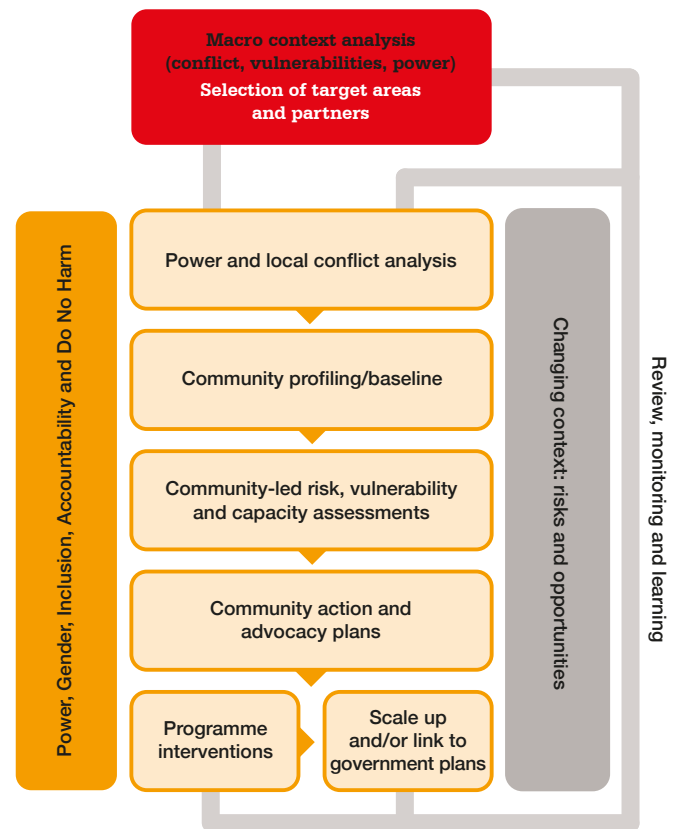 Macro context analysis
(conflict, vulnerabilities, power)
Selection of target areas
and partners
Power, Gender, Inclusion, Accountability and Do No Harm
Power and local conflict analysis
Community profiling/baseline
Community-led risk, vulnerability
and capacity assessments
Community action and
advocacy plans
Programme
interventions
Scale up
and/or link to
government plans
Changing context: risks and opportunities
Review, monitoring and learning